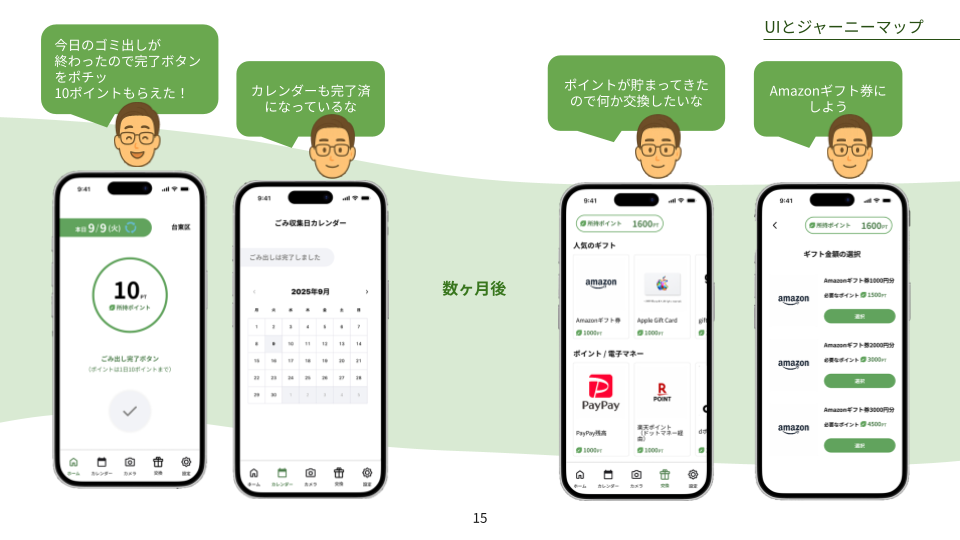 UIとジャーニーマップ
今日のゴミ出しが
終わったので完了ボタン
をポチッ
10ポイントもらえた！
カレンダーも完了済
になっているな
ポイントが貯まってきた
ので何か交換したいな
Amazonギフト券に
しよう
9:41
本日 9/9 (火)
台東区
10 PT
所持ポイント
ごみ出し完了ボタン
（ポイントは1日10ポイントまで）
ホーム カレンダー カメラ 交換 設定
9:41
ごみ収集日カレンダー
ごみ出しは完了しました
2025年9月
月 火 水 木 金 土 日
1 2 3 4 5 6 7
8 9 10 11 12 13 14
15 16 17 18 19 20 21
22 23 24 25 26 27 28
29 30 1 2 3 4 5
ホーム カレンダー カメラ 交換 設定
数ヶ月後
9:41
所持ポイント 1600PT
人気のギフト
amazon
Amazonギフト券
1000PT
Apple Gift Card
1000PT
ポイント / 電子マネー
PayPay
PayPay残高
1000PT
R
POINT
楽天ポイント
（ドットマネー経
由）
1000PT
ホーム カレンダー カメラ 交換 設定
9:41
所持ポイント 1600PT
ギフト金額の選択
amazon
Amazonギフト券1000円分
必要なポイント 1500PT
選択
amazon
Amazonギフト券2000円分
必要なポイント 3000PT
選択
amazon
Amazonギフト券3000円分
必要なポイント 4500PT
選択
15